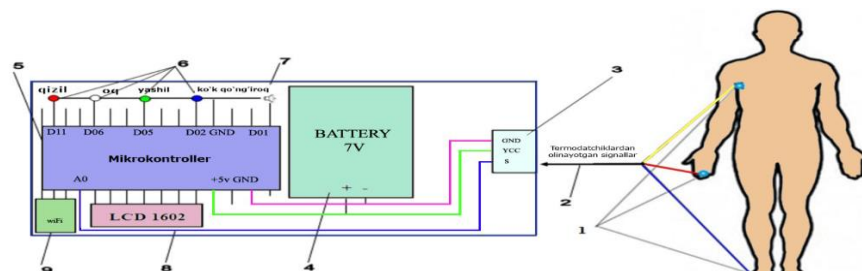 6
7
5
qizil oq yashil ko'k qo'ng'iroq
3
D11 D06 D05 D02 GND D01
BATTERY
7V
GND
YCC
S
Termodatchiklardan
olinayotgan signallar
Mikrokontroller
A0 +5v GND
+ -
2
1
wiFi
LCD 1602
9
8
4